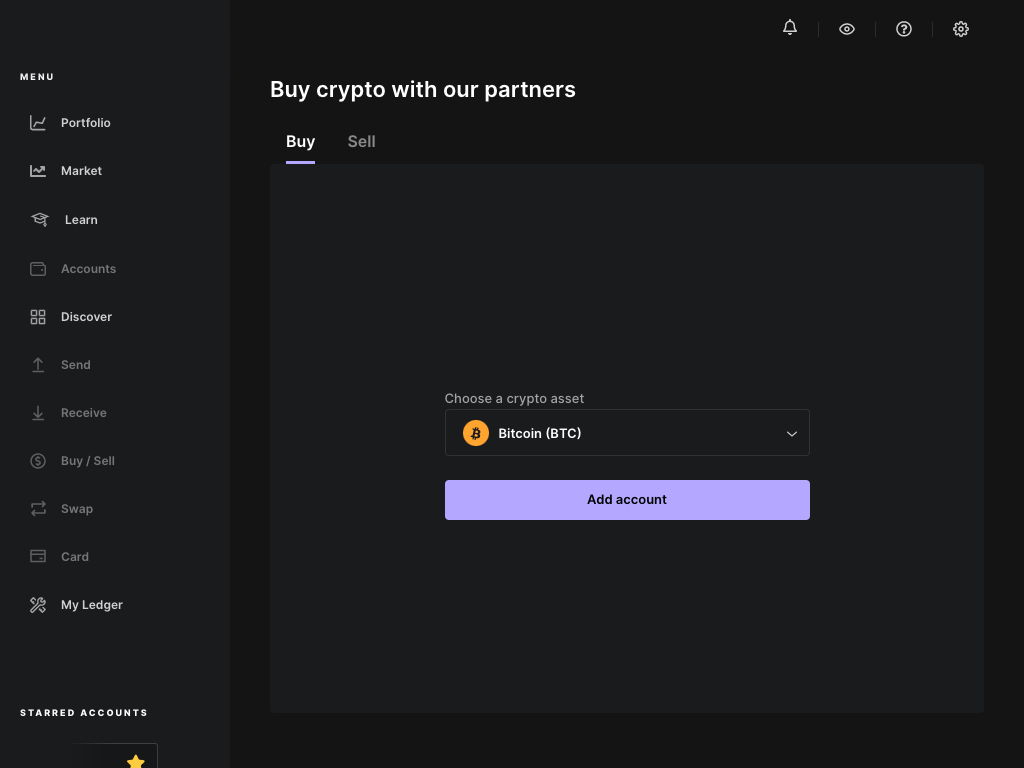 MENU
Portfolio
Market
Learn
Accounts
Discover
Send
Receive
Buy / Sell
Swap
Card
My Ledger
STARRED ACCOUNTS
Buy crypto with our partners
Buy
Sell
Choose a crypto asset
Bitcoin (BTC)
Add account